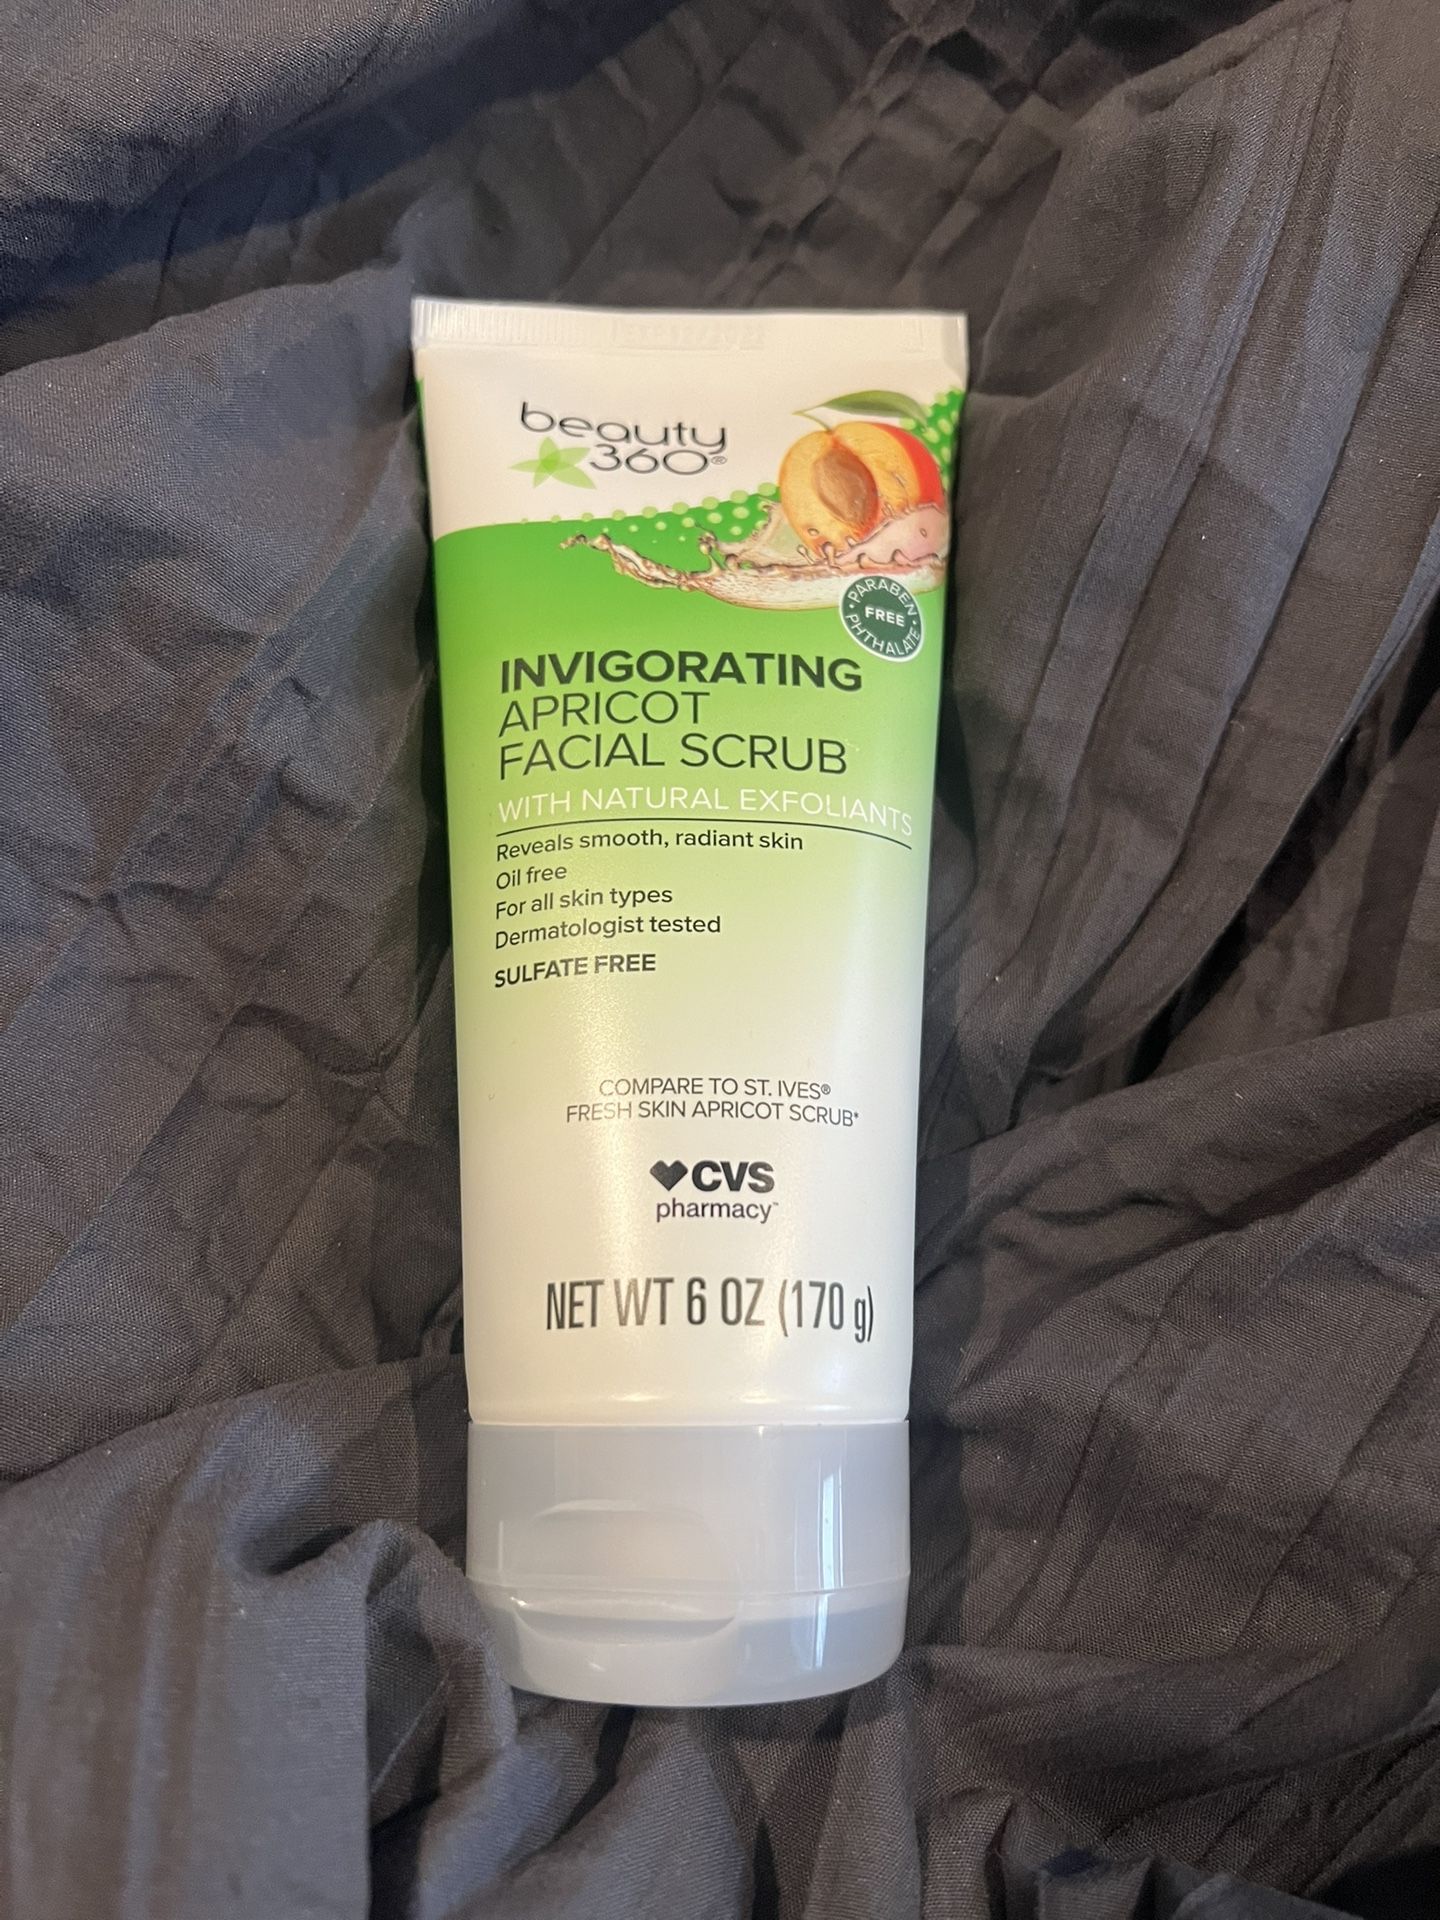 beauty
360®
PARABEN
FREE
PHTHALATE
INVIGORATING
APRICOT
FACIAL SCRUB
WITH NATURAL EXFOLIANTS
Reveals smooth, radiant skin
Oil free
For all skin types
Dermatologist tested
SULFATE FREE
COMPARE TO ST. IVES®
FRESH SKIN APRICOT SCRUB*
CVS
pharmacy™
NET WT 6 OZ (170 g)